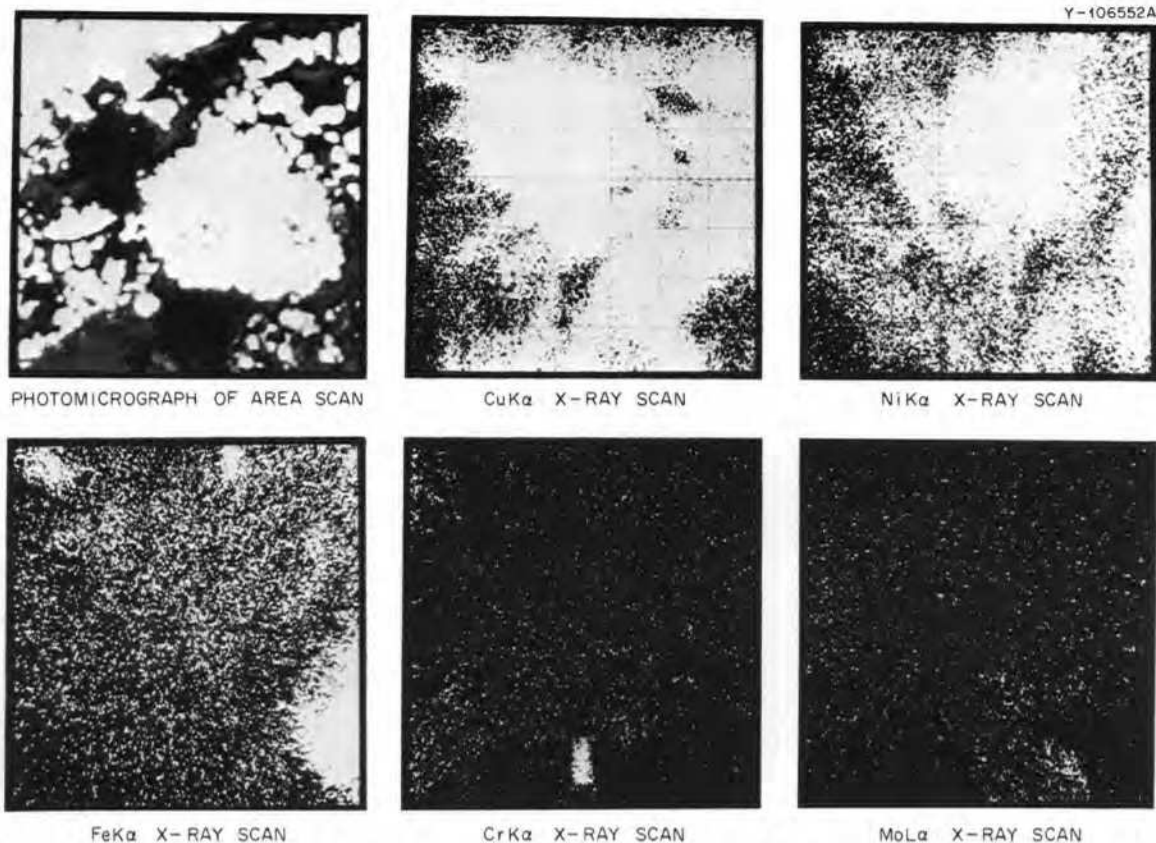 Y-106552A
PHOTOMICROGRAPH OF AREA SCAN
CuKα X-RAY SCAN
NiKα X-RAY SCAN
FeKα X-RAY SCAN
CrKα X-RAY SCAN
MoLα X-RAY SCAN